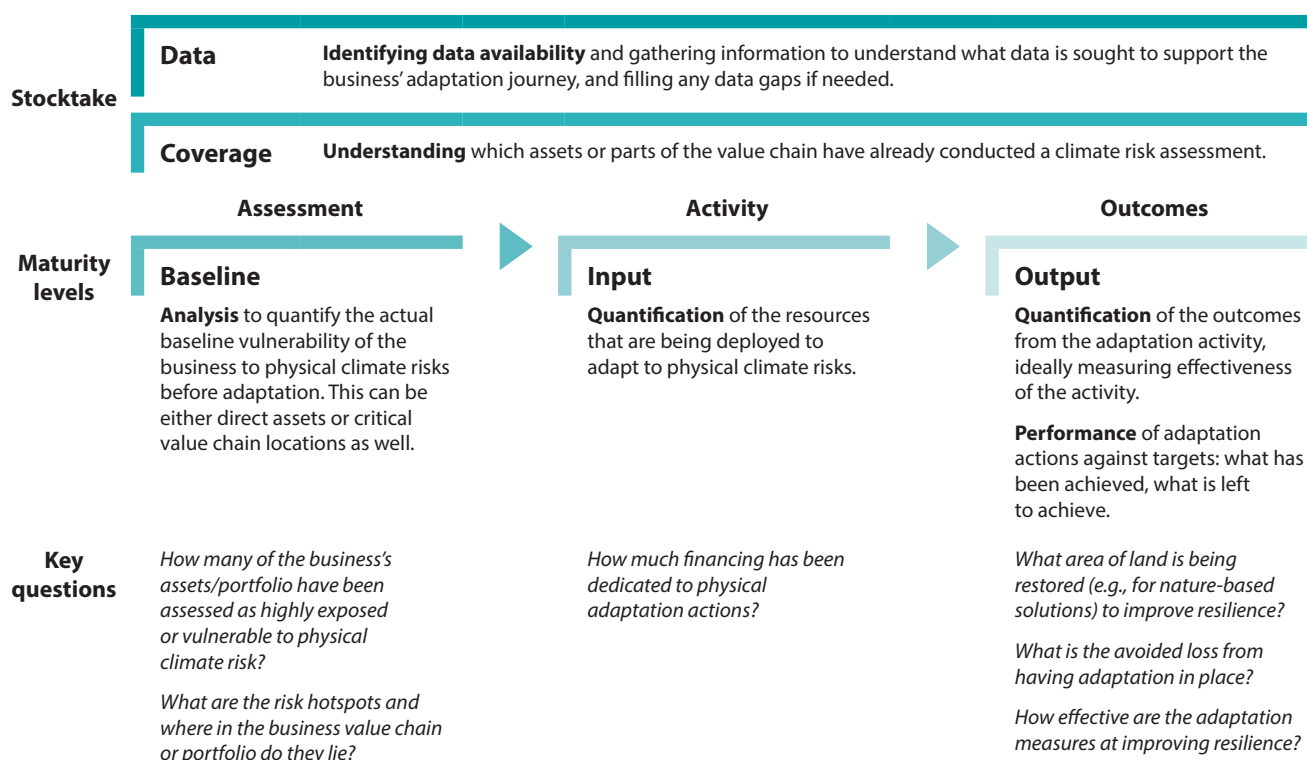 Stocktake
Data
Identifying data availability and gathering information to understand what data is sought to support the
business’ adaptation journey, and filling any data gaps if needed.
Coverage
Understanding which assets or parts of the value chain have already conducted a climate risk assessment.
Assessment
Activity
Outcomes
Maturity
levels
Baseline
Analysis to quantify the actual
baseline vulnerability of the
business to physical climate risks
before adaptation. This can be
either direct assets or critical
value chain locations as well.
Input
Quantification of the resources
that are being deployed to
adapt to physical climate risks.
Output
Quantification of the outcomes
from the adaptation activity,
ideally measuring effectiveness
of the activity.
Performance of adaptation
actions against targets: what has
been achieved, what is left
to achieve.
Key
questions
How many of the business’s
assets/portfolio have been
assessed as highly exposed
or vulnerable to physical
climate risk?
What are the risk hotspots and
where in the business value chain
or portfolio do they lie?
How much financing has been
dedicated to physical
adaptation actions?
What area of land is being
restored (e.g., for nature-based
solutions) to improve resilience?
What is the avoided loss from
having adaptation in place?
How effective are the adaptation
measures at improving resilience?